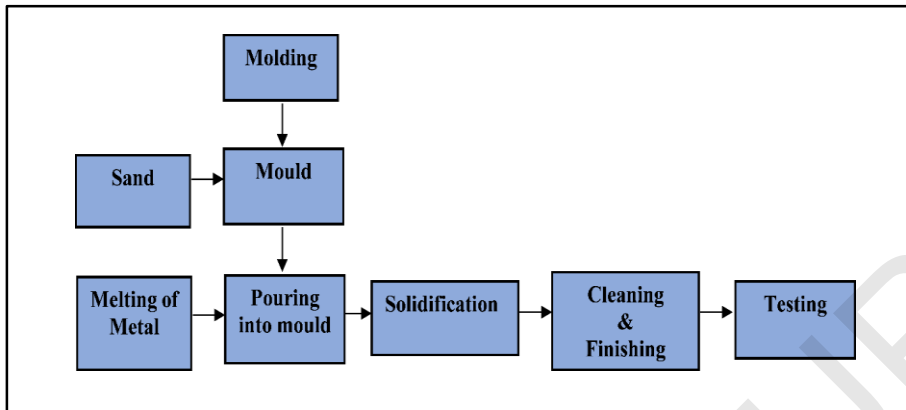 Molding
Sand
Mould
Melting of
Metal
Pouring
into mould
Solidification
Cleaning
&
Finishing
Testing